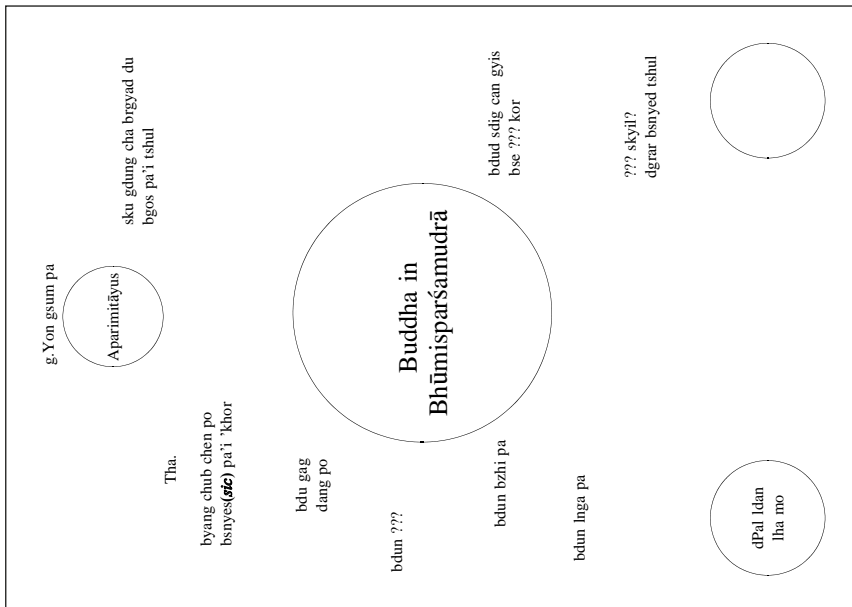 g.Yon gsum pa
Aparimitāyus
sku gdung cha brgyad du
bgos pa'i tshul
Tha.
byang chub chen po
bsnyes(sic) pa'i 'khor
bdu gag
dang po
bdun ???
Buddha in
Bhūmisparśamudrā
bdun bzhi pa
bdud sdig can gyis
bse ??? kor
bdun lnga pa
??? skyil?
dgrar bsnyed tshul
dPal ldan
lha mo